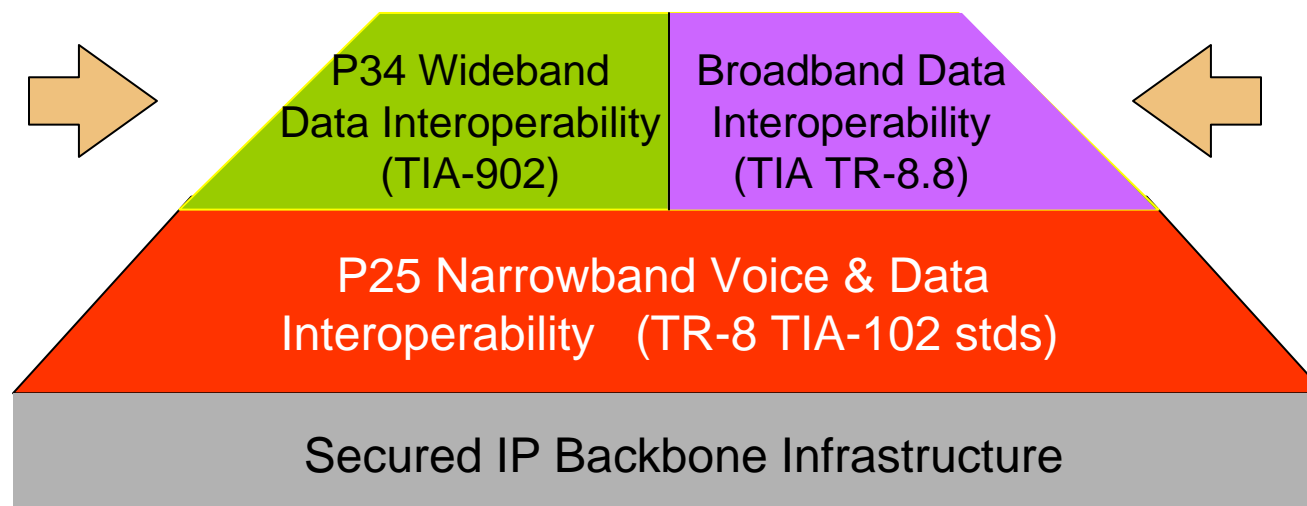 P34 Wideband
Data Interoperability
(TIA-902)
Broadband Data
Interoperability
(TIA TR-8.8)
P25 Narrowband Voice & Data
Interoperability (TR-8 TIA-102 stds)
Secured IP Backbone Infrastructure